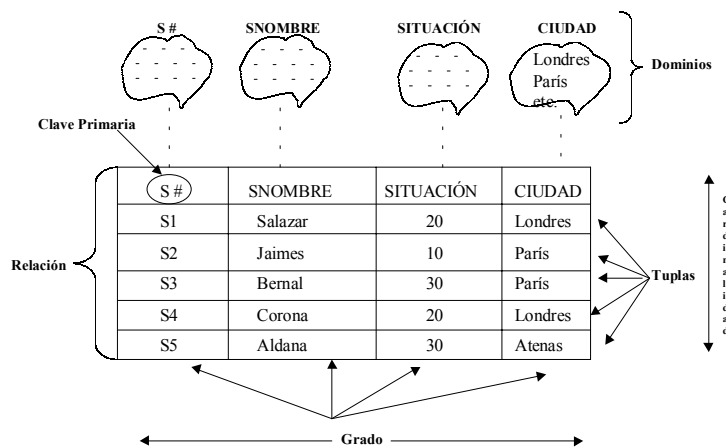 S # SNOMBRE SITUACIÓN CIUDAD
Londres
París
etc.
Dominios
Clave Primaria
S # SNOMBRE SITUACIÓN CIUDAD
S1 Salazar 20 Londres
S2 Jaimes 10 París
S3 Bernal 30 París
S4 Corona 20 Londres
S5 Aldana 30 Atenas
Relación
Tuplas
Cardinalidad
Grado